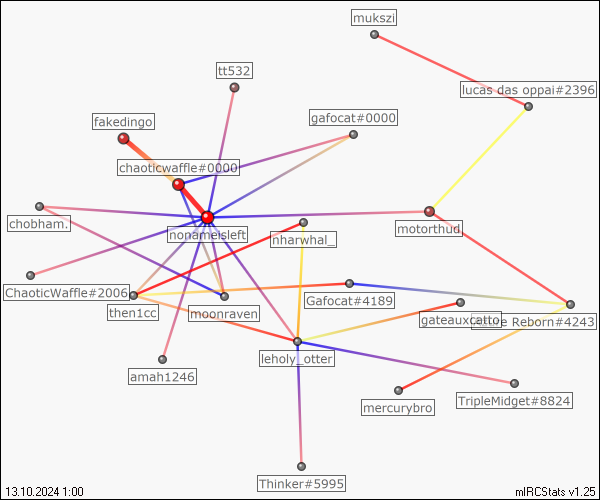 mukszi
tt532
lucas das oppai#2396
fakedingo
gafocat#0000
chaoticwaffle#0000
chobham.
nonameisleft
nharwhal_
motorthud
ChaoticWaffle#2006
then1cc
moonraven
Gafocat#4189
gateauxcatto
e Reborn#4243
leholy_otter
amah1246
mercurybro
TripleMidget#8824
Thinker#5995
13.10.2024 1:00
mIRCStats v1.25